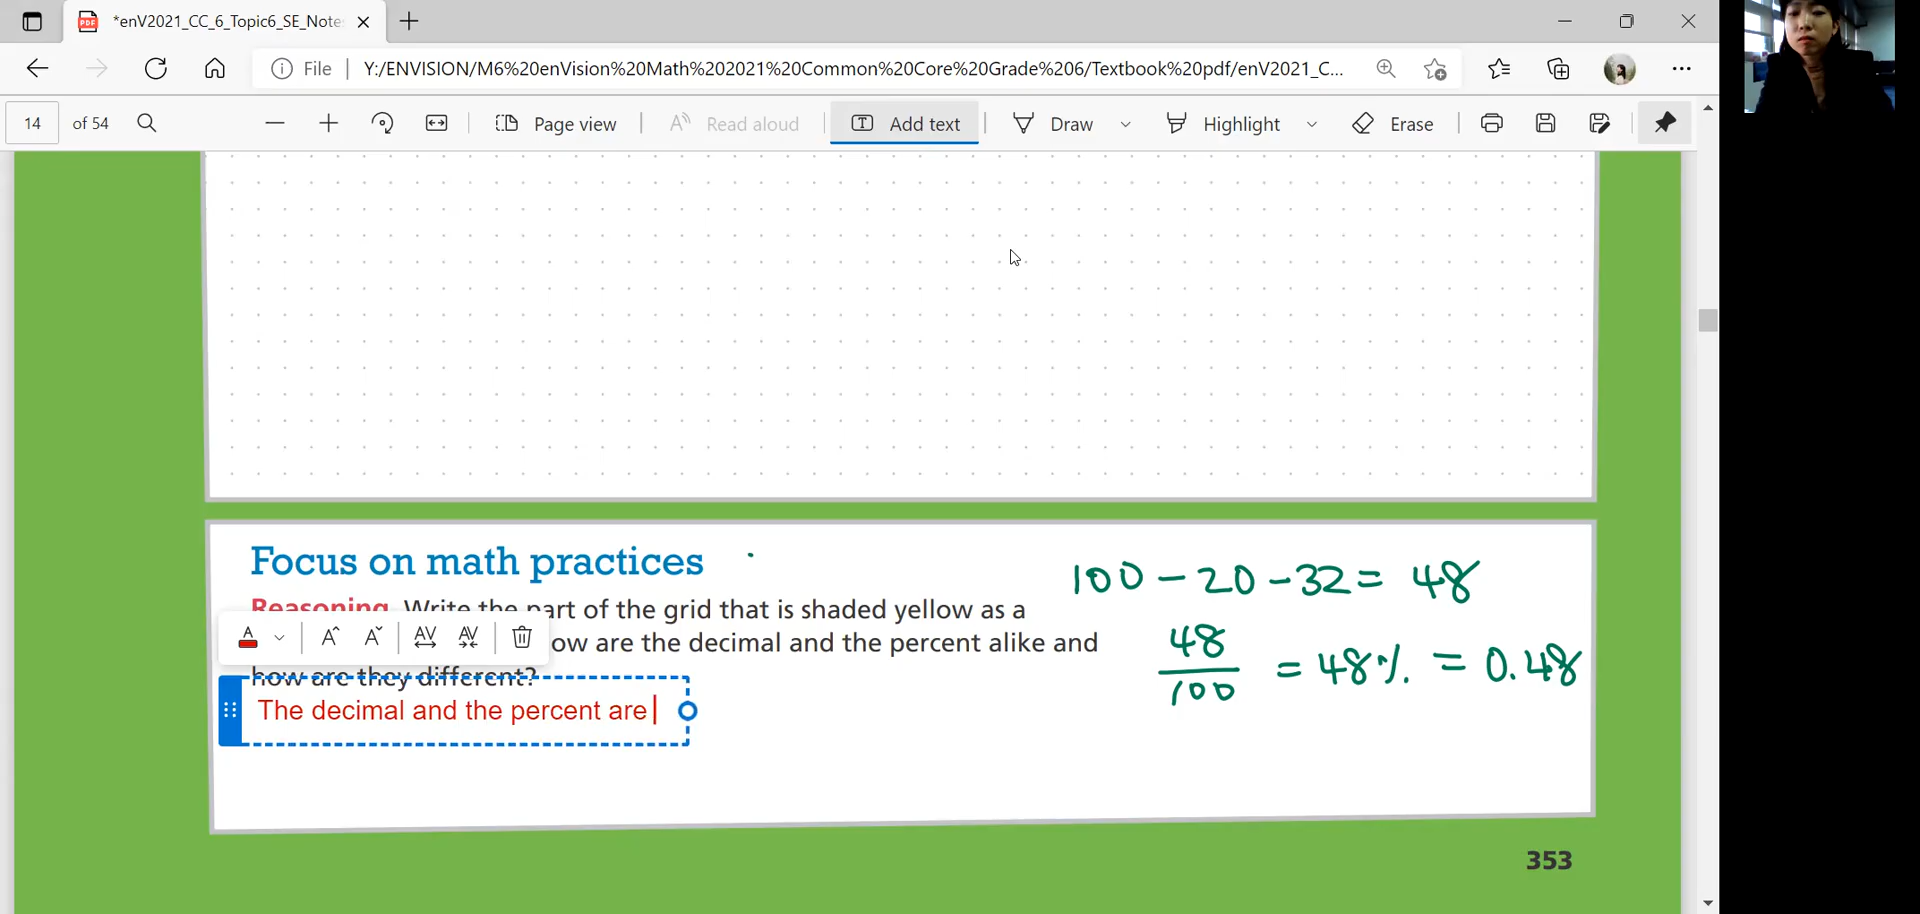 *enV2021_CC_6_Topic6_SE_Note
File
Y:/ENVISION/M6%20enVision%20Math%202021%20Common%20Core%20Grade%206/Textbook%20pdf/enV2021_C...
14 of 54
Page view
Read aloud
Add text
Draw
Highlight
Erase
Focus on math practices
Reasoning Write the part of the grid that is shaded yellow as a
ow are the decimal and the percent alike and
how are they different?
The decimal and the percent are
100 - 20 - 32 = 48
48/100 = 48% = 0.48
353